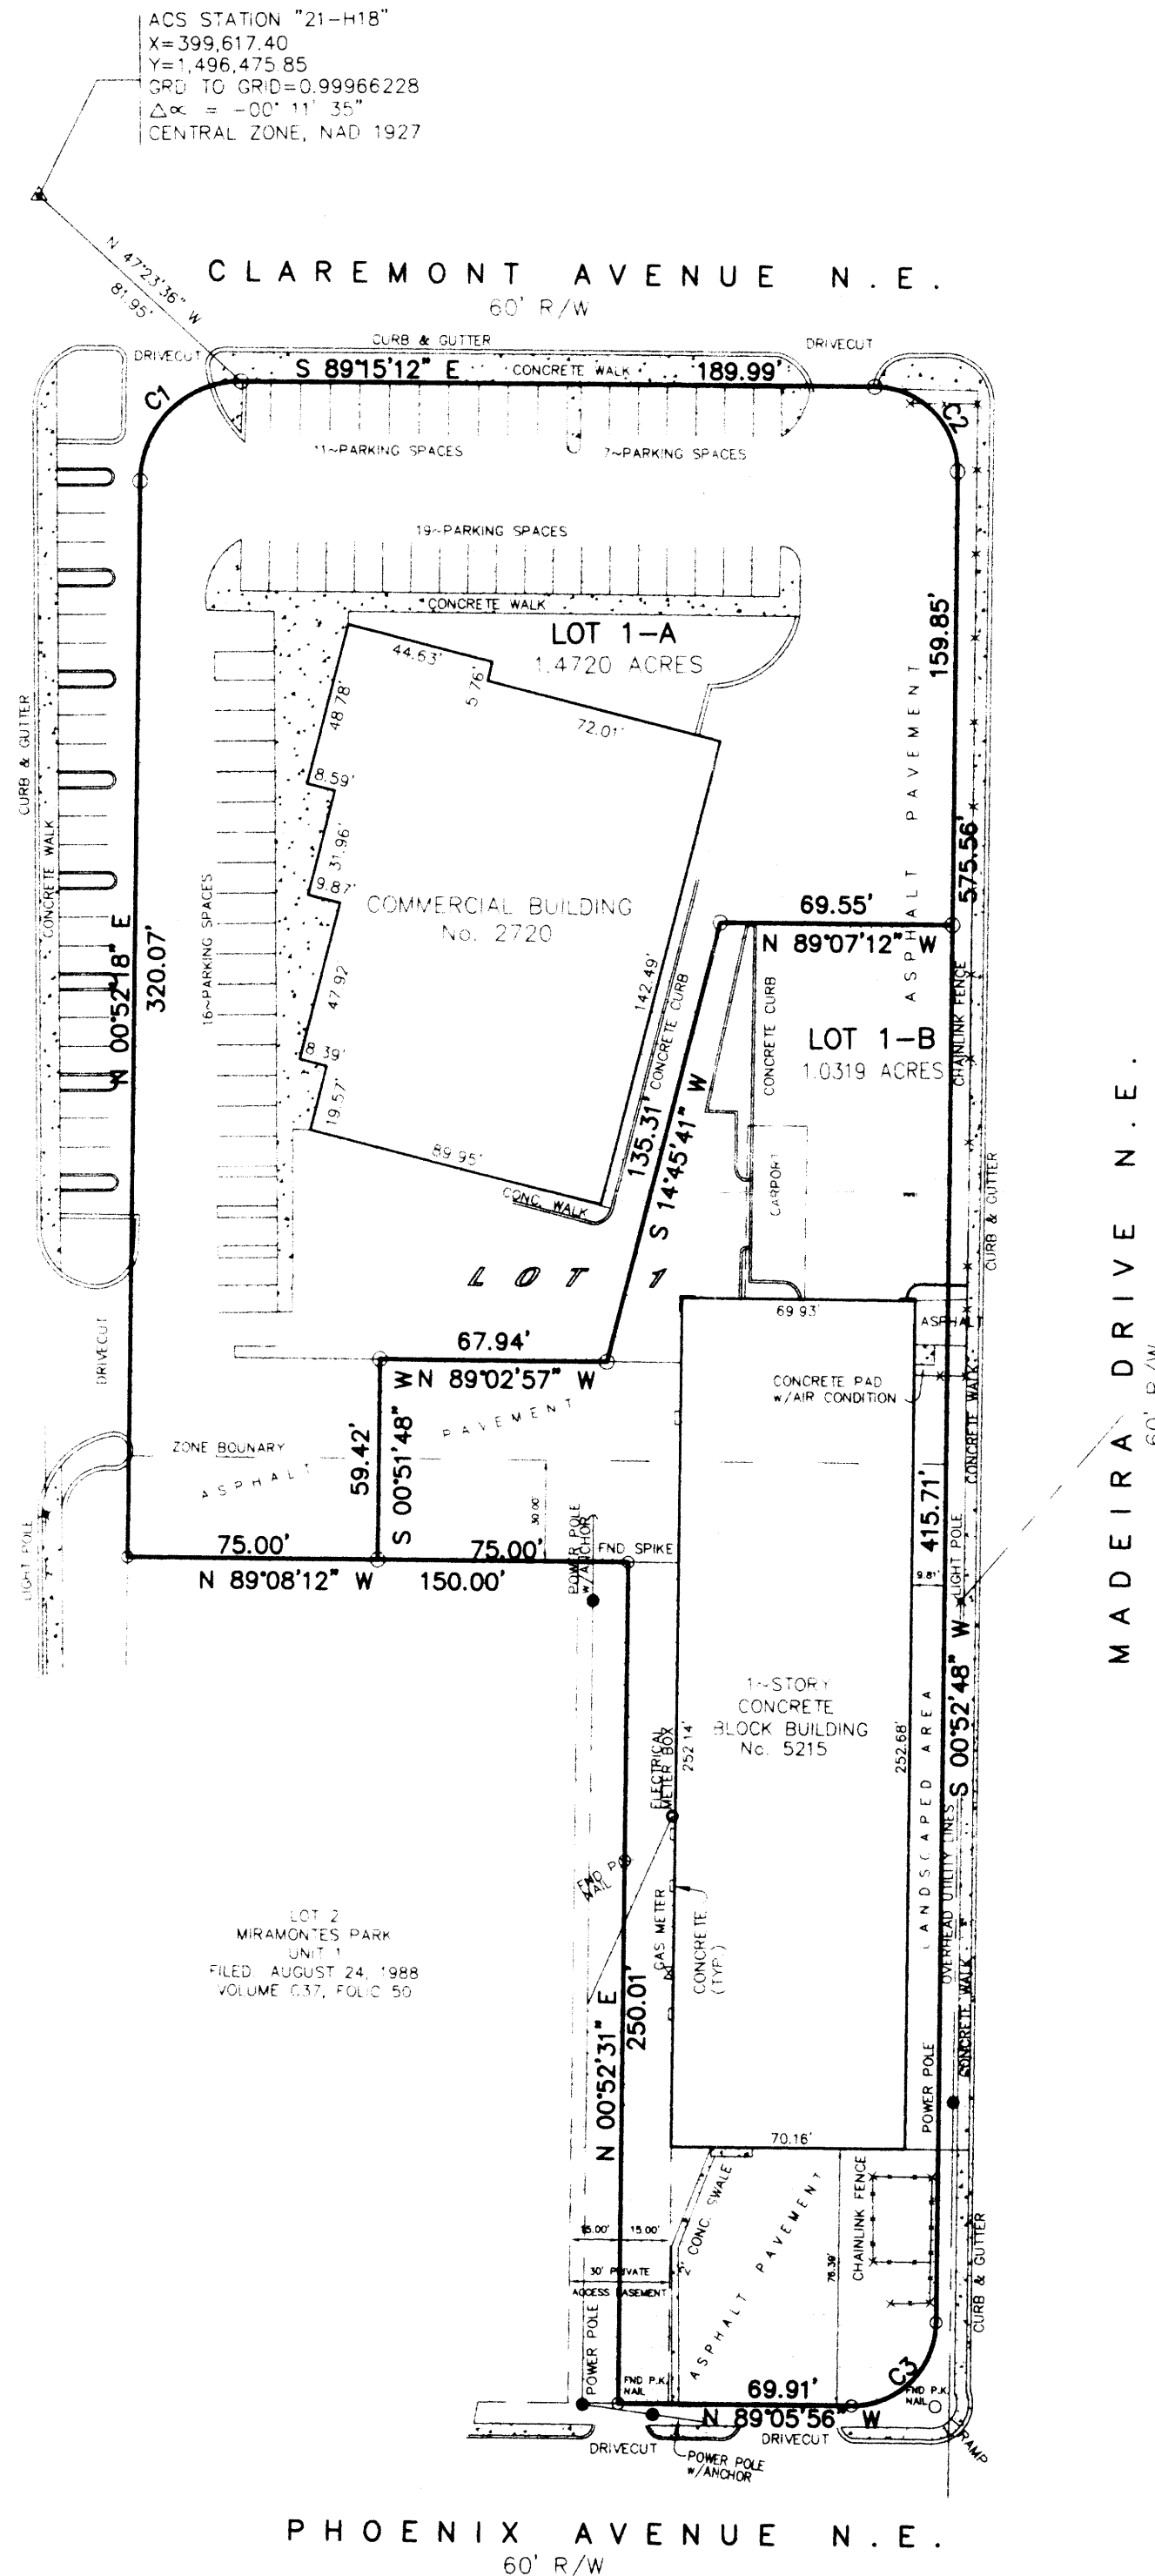 ACS STATION "21-H18"
X=399,617.40
Y=1,496,475.85
GRD TO GRID=0.99966228
△∝ = -00° 11' 35"
CENTRAL ZONE, NAD 1927
N 47°23'36" W
81.95'
CLAREMONT AVENUE N.E.
60' R/W
CURB & GUTTER
DRIVECUT
DRIVECUT
S 89°15'12" E
CONCRETE WALK
189.99'
C1
C2
11~PARKING SPACES
7~PARKING SPACES
19~PARKING SPACES
CONCRETE WALK
LOT 1-A
1.4720 ACRES
44.63'
5.76'
72.01'
48.78'
8.59'
31.96'
9.87'
47.92'
8.39'
19.57'
89.95'
142.49'
COMMERCIAL BUILDING
No. 2720
CONC. WALK
CURB & GUTTER
CONCRETE WALK
N 00°52'18" E
320.07'
16~PARKING SPACES
159.85'
ASPHALT PAVEMENT
575.56'
69.55'
N 89°07'12" W
CONCRETE CURB
CONCRETE CURB
LOT 1-B
1.0319 ACRES
CHAINLINK FENCE
135.31'
S 14°45'41" W
CARPORT
CURB & GUTTER
MADEIRA DRIVE N.E.
60' R/W
LOT 1
69.93'
ASPHALT
CONCRETE PAD
w/AIR CONDITION
CONCRETE WALK
67.94'
N 89°02'57" W
DRIVECUT
ZONE BOUNARY
ASPHALT PAVEMENT
59.42'
S 00°51'48" W
30.00'
POWER POLE
w/ANCHOR
FND SPIKE
75.00'
75.00'
N 89°08'12" W
150.00'
LIGHT POLE
415.71'
9.81'
LIGHT POLE
S 00°52'48" W
1~STORY
CONCRETE
BLOCK BUILDING
No. 5215
252.14'
252.68'
ELECTRICAL
METER BOX
LANDSCAPED AREA
OVERHEAD UTILITY LINES
FND P.K.
NAIL
GAS METER
CONCRETE
(TYP.)
LOT 2
MIRAMONTES PARK
UNIT 1
FILED: AUGUST 24, 1988
VOLUME C37, FOLIO 50
N 00°52'31" E
250.01'
CONCRETE WALK
POWER POLE
70.16'
2' CONC. SWALE
ASPHALT PAVEMENT
76.39'
CHAINLINK FENCE
CURB & GUTTER
15.00'
15.00'
30' PRIVATE
ACCESS EASEMENT
POWER POLE
FND P.K.
NAIL
69.91'
N 89°05'56" W
C3
FND P.K.
NAIL
RAMP
DRIVECUT
DRIVECUT
POWER POLE
w/ANCHOR
PHOENIX AVENUE N.E.
60' R/W